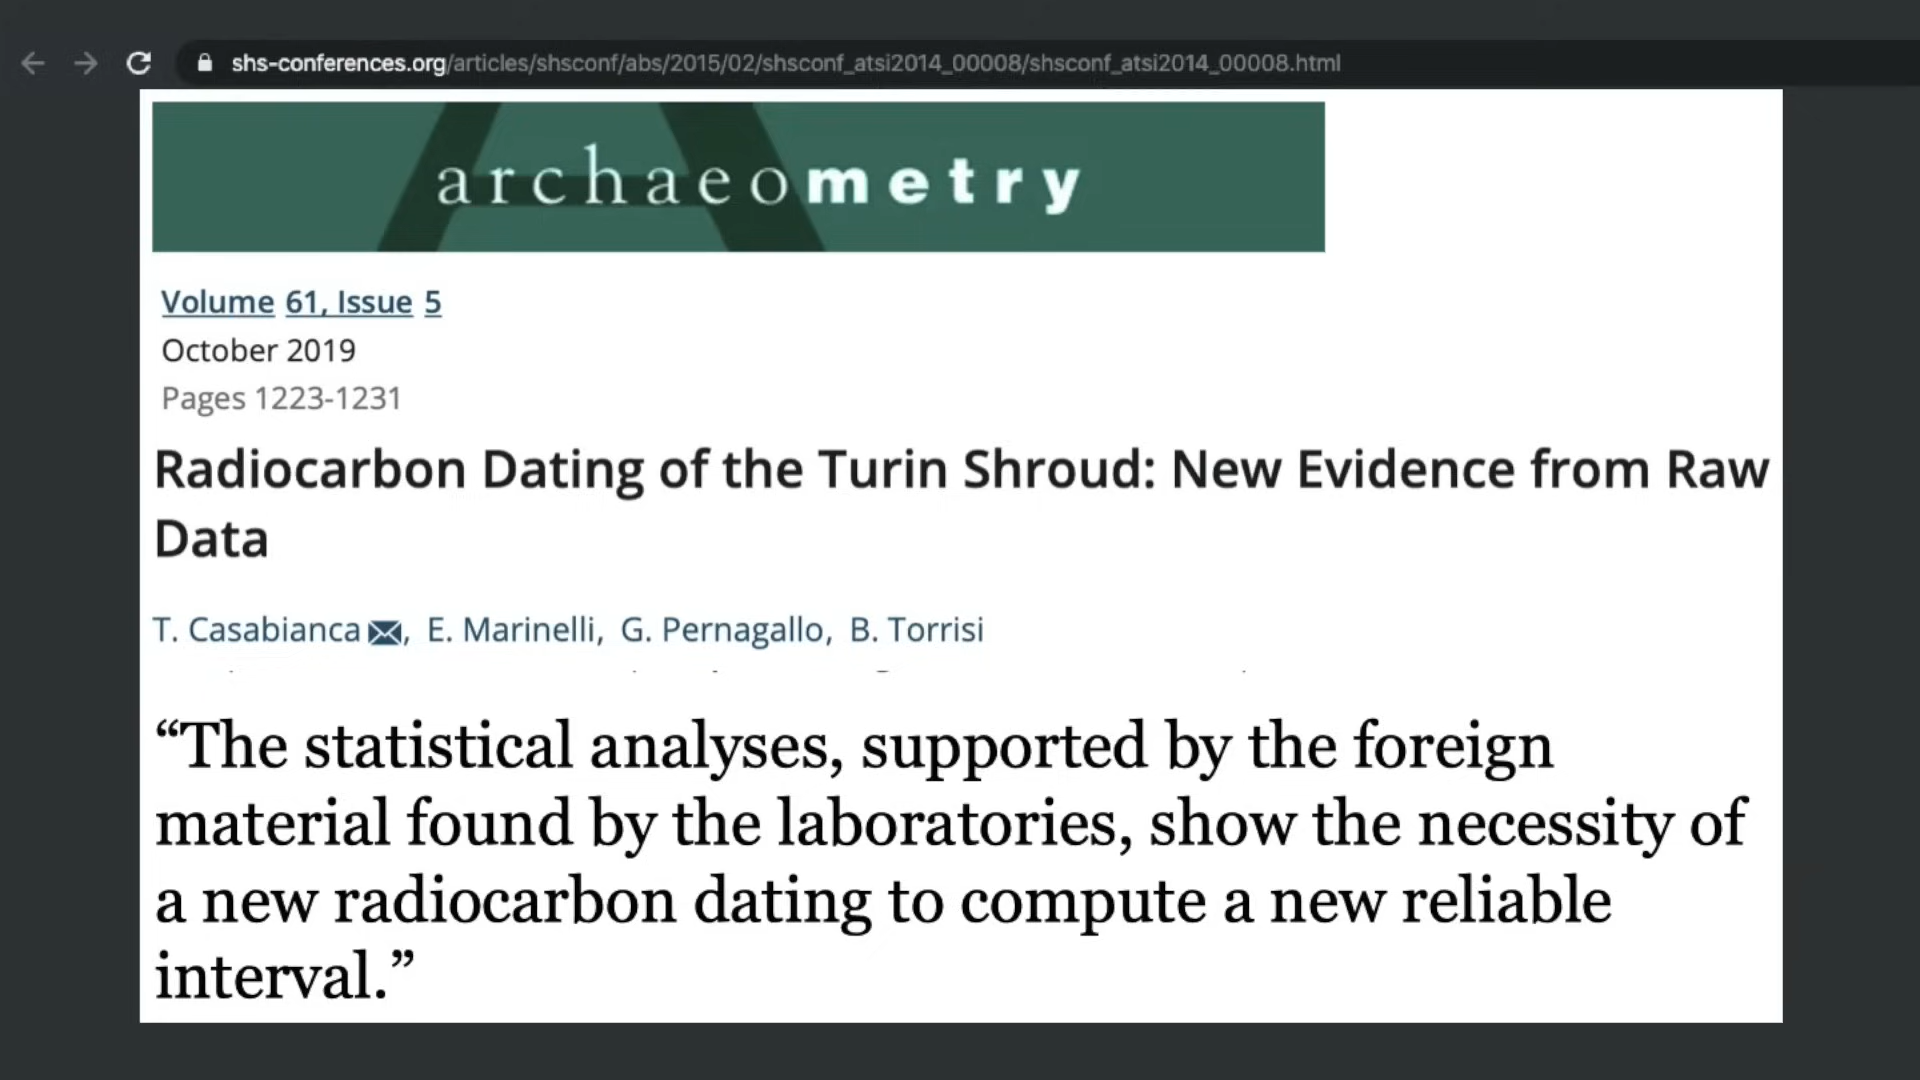 shs-conferences.org/articles/shsconf/abs/2015/02/shsconf_atsi2014_00008/shsconf_atsi2014_00008.html
archaeometry
Volume 61, Issue 5
October 2019
Pages 1223-1231
Radiocarbon Dating of the Turin Shroud: New Evidence from Raw
Data
T. Casabianca, E. Marinelli, G. Pernagallo, B. Torrisi
“The statistical analyses, supported by the foreign
material found by the laboratories, show the necessity of
a new radiocarbon dating to compute a new reliable
interval.”